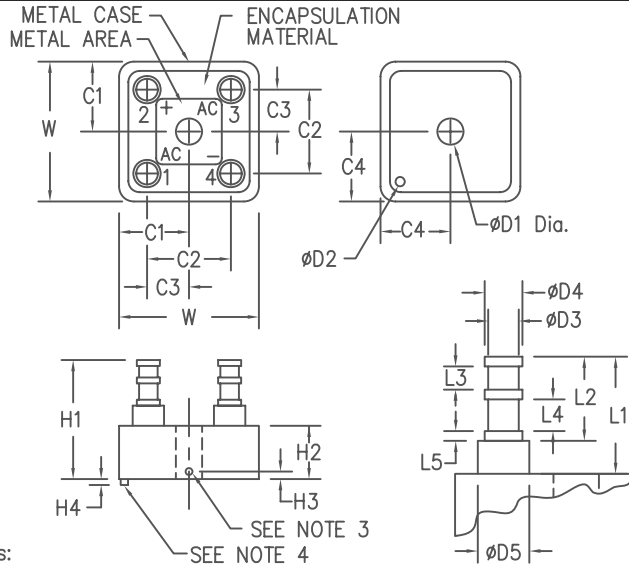 METAL CASE
METAL AREA
ENCAPSULATION
MATERIAL
C1
W
2
+
AC
3
AC
1
−
4
C3
C2
C1
C2
C3
W
C4
C4
øD1 Dia.
øD2
øD4
øD3
L3
L4
L2
L1
L5
øD5
H1
H2
H3
H4
SEE NOTE 3
SEE NOTE 4
s: